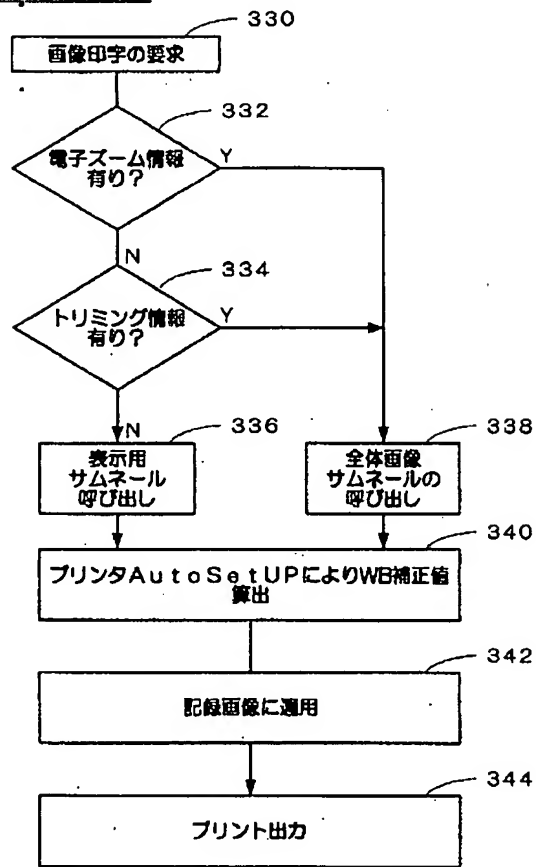 330
画像印字の要求
332
電子ズーム情報
有り?
Y
N
334
トリミング情報
有り?
Y
N
336
表示用
サムネール
呼び出し
338
全体画像
サムネールの
呼び出し
340
プリンタAutoSetUPによりWB補正値
算出
342
記録画像に適用
344
プリント出力